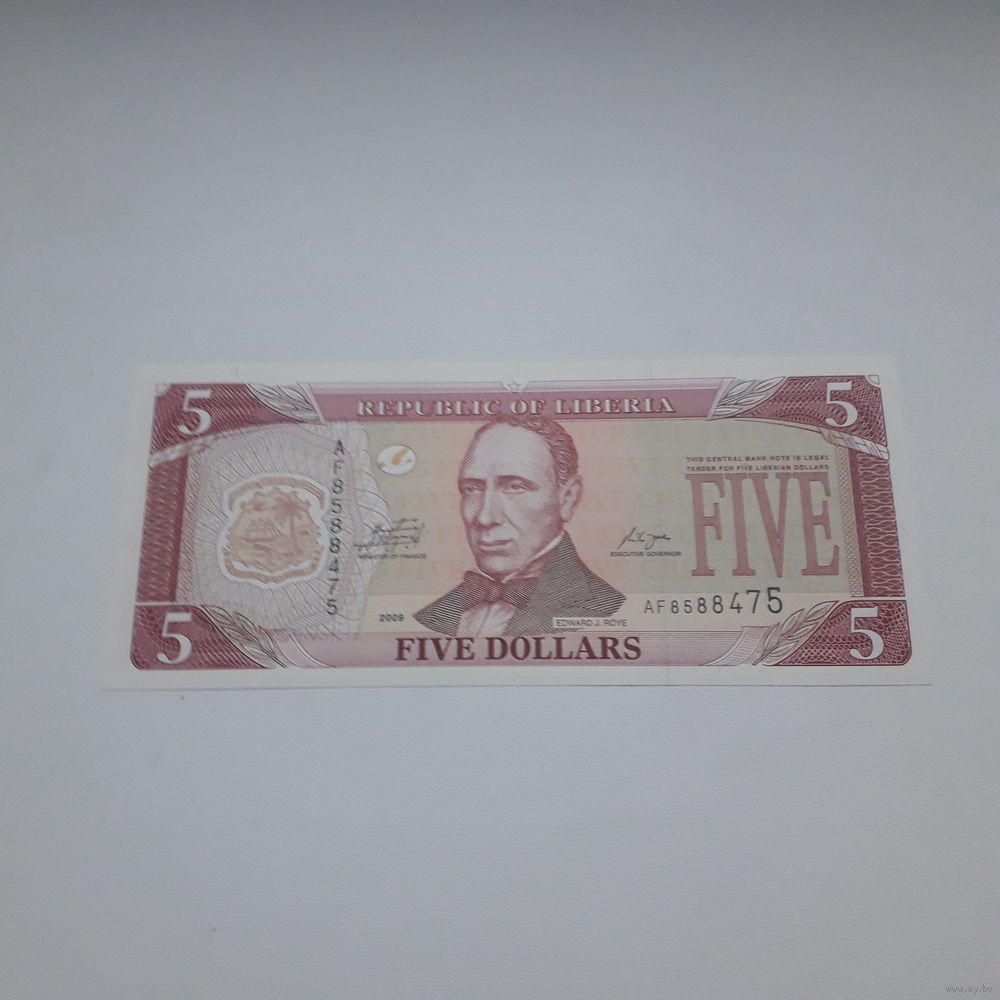 5
REPUBLIC OF LIBERIA
5
AF8588475
THIS CENTRAL BANK NOTE IS LEGAL
TENDER FOR FIVE LIBERIAN DOLLARS
FIVE
MINISTER OF FINANCE
EXECUTIVE GOVERNOR
AF8588475
2009
EDWARD J. ROYE
5
FIVE DOLLARS
5
www.ay.by